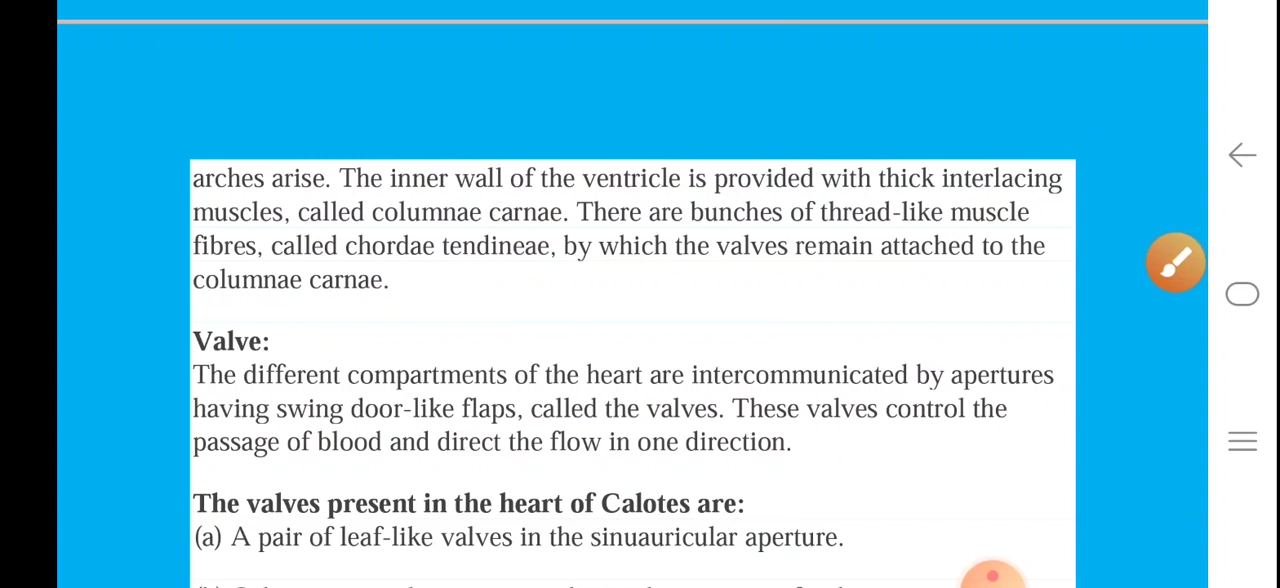 arches arise. The inner wall of the ventricle is provided with thick interlacing
muscles, called columnae carnae. There are bunches of thread-like muscle
fibres, called chordae tendineae, by which the valves remain attached to the
columnae carnae.
Valve:
The different compartments of the heart are intercommunicated by apertures
having swing door-like flaps, called the valves. These valves control the
passage of blood and direct the flow in one direction.
The valves present in the heart of Calotes are:
(a) A pair of leaf-like valves in the sinuauricular aperture.